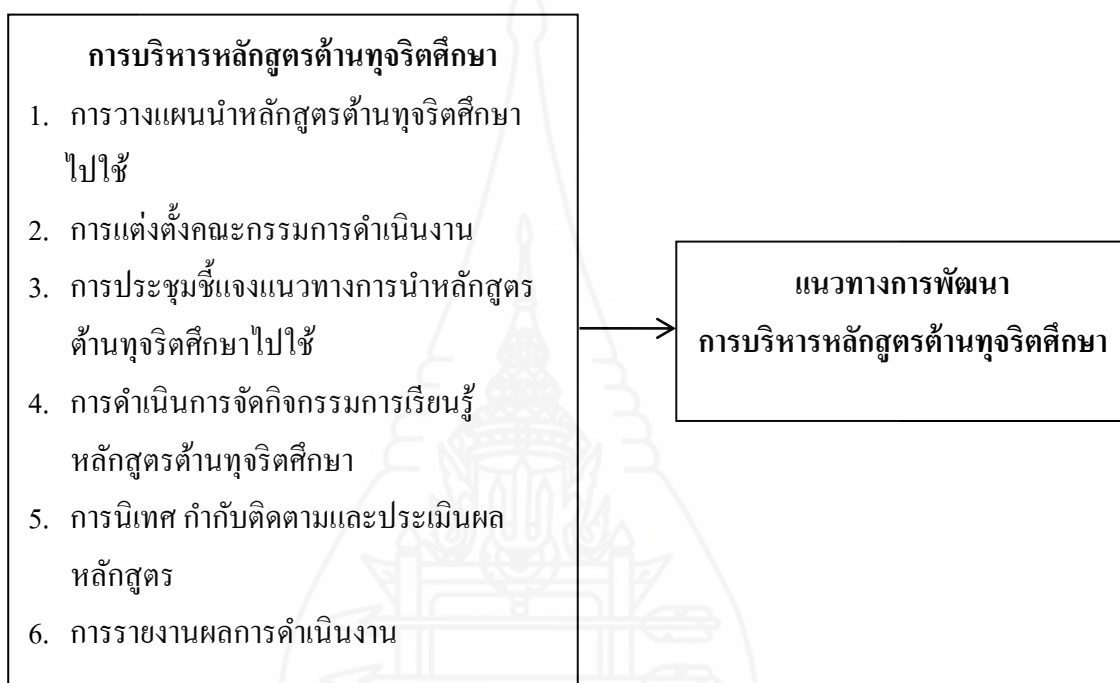 การบริหารหลักสูตรต้านทุจริตศึกษา
1. การวางแผนนำหลักสูตรต้านทุจริตศึกษา
ไปใช้
2. การแต่งตั้งคณะกรรมการดำเนินงาน
3. การประชุมชี้แจงแนวทางการนำหลักสูตร
ต้านทุจริตศึกษาไปใช้
4. การดำเนินการจัดกิจกรรมการเรียนรู้
หลักสูตรต้านทุจริตศึกษา
5. การนิเทศ กำกับติดตามและประเมินผล
หลักสูตร
6. การรายงานผลการดำเนินงาน
แนวทางการพัฒนา
การบริหารหลักสูตรต้านทุจริตศึกษา